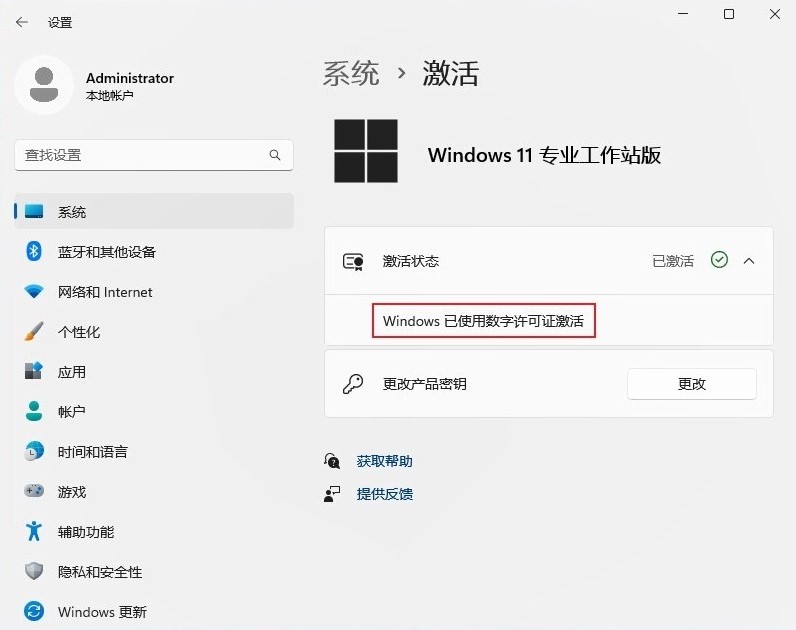 设置
Administrator
本地帐户
查找设置
系统
蓝牙和其他设备
网络和 Internet
个性化
应用
帐户
时间和语言
游戏
辅助功能
隐私和安全性
Windows 更新
系统 › 激活
Windows 11 专业工作站版
激活状态
已激活
Windows 已使用数字许可证激活
更改产品密钥
更改
获取帮助
提供反馈